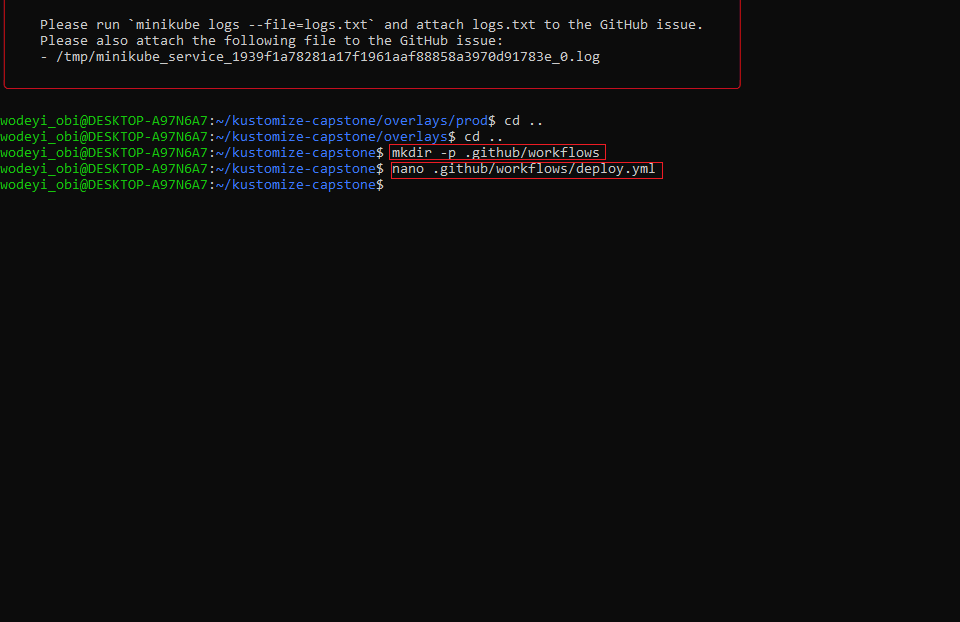 Please run `minikube logs --file=logs.txt` and attach logs.txt to the GitHub issue.
Please also attach the following file to the GitHub issue:
- /tmp/minikube_service_1939f1a78281a17f1961aaf88858a3970d91783e_0.log
wodeyi_obi@DESKTOP-A97N6A7:~/kustomize-capstone/overlays/prod$ cd ..
wodeyi_obi@DESKTOP-A97N6A7:~/kustomize-capstone/overlays$ cd ..
wodeyi_obi@DESKTOP-A97N6A7:~/kustomize-capstone$ mkdir -p .github/workflows
wodeyi_obi@DESKTOP-A97N6A7:~/kustomize-capstone$ nano .github/workflows/deploy.yml
wodeyi_obi@DESKTOP-A97N6A7:~/kustomize-capstone$